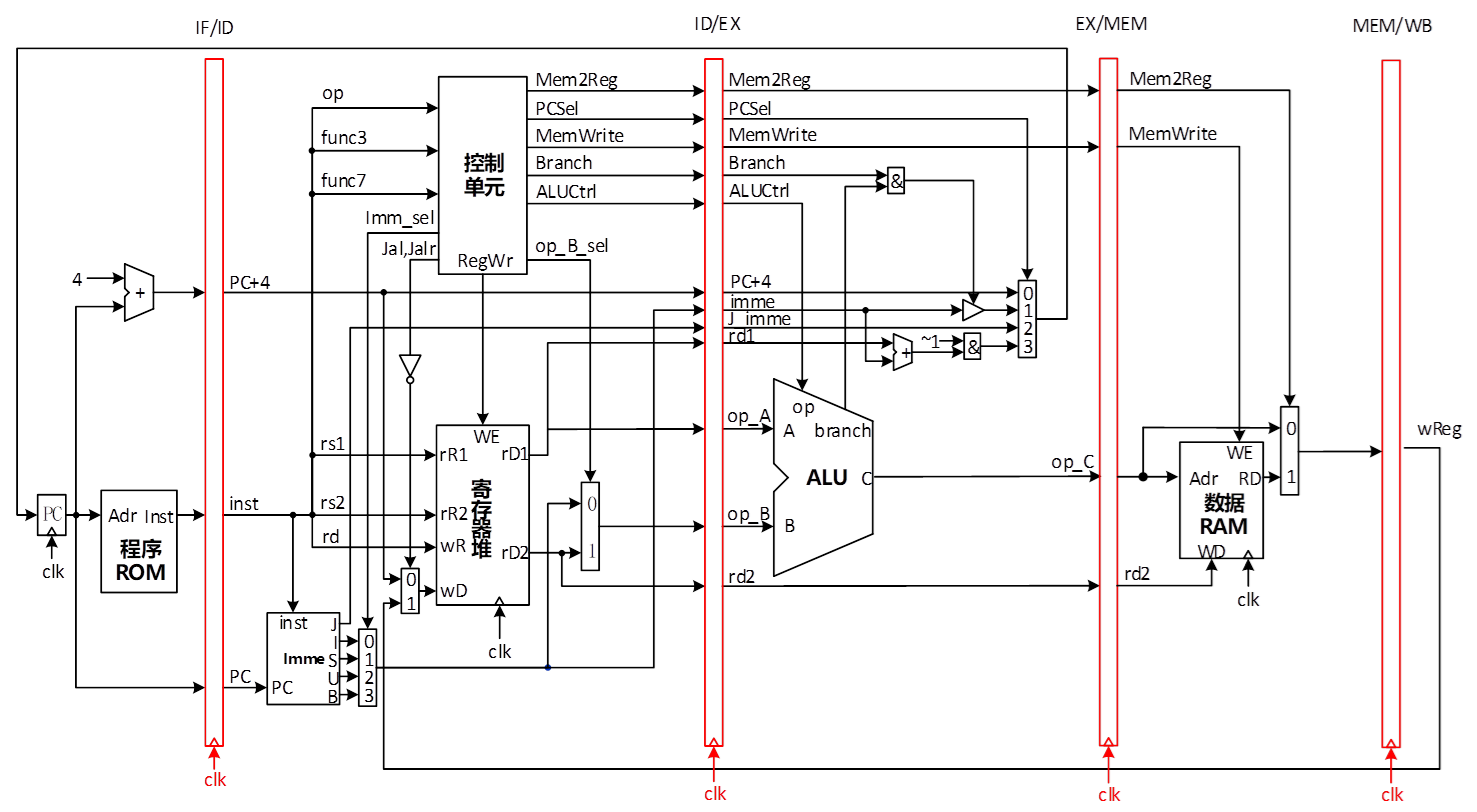 IF/ID
ID/EX
EX/MEM
MEM/WB
op
func3
func7
控制
单元
Mem2Reg
PCSel
MemWrite
Branch
ALUCtrl
Mem2Reg
PCSel
MemWrite
Branch
ALUCtrl
&
Mem2Reg
MemWrite
Imm_sel
Jal,Jalr
RegWr
op_B_sel
4
+
PC+4
PC+4
imme
J_imme
rd1
+
~1
&
0
1
2
3
PC
clk
Adr
Inst
程序
ROM
inst
rs1
rs2
rd
WE
rR1
rD1
rR2
wR
rD2
wD
寄
存
器
堆
clk
0
1
0
1
op_A
op_B
op
A
branch
ALU
C
B
op_C
rd2
rd2
WE
Adr
RD
数据
RAM
WD
clk
0
1
wReg
PC
inst
J
I
Imme
S
U
PC
B
0
1
2
3
clk
clk
clk
clk